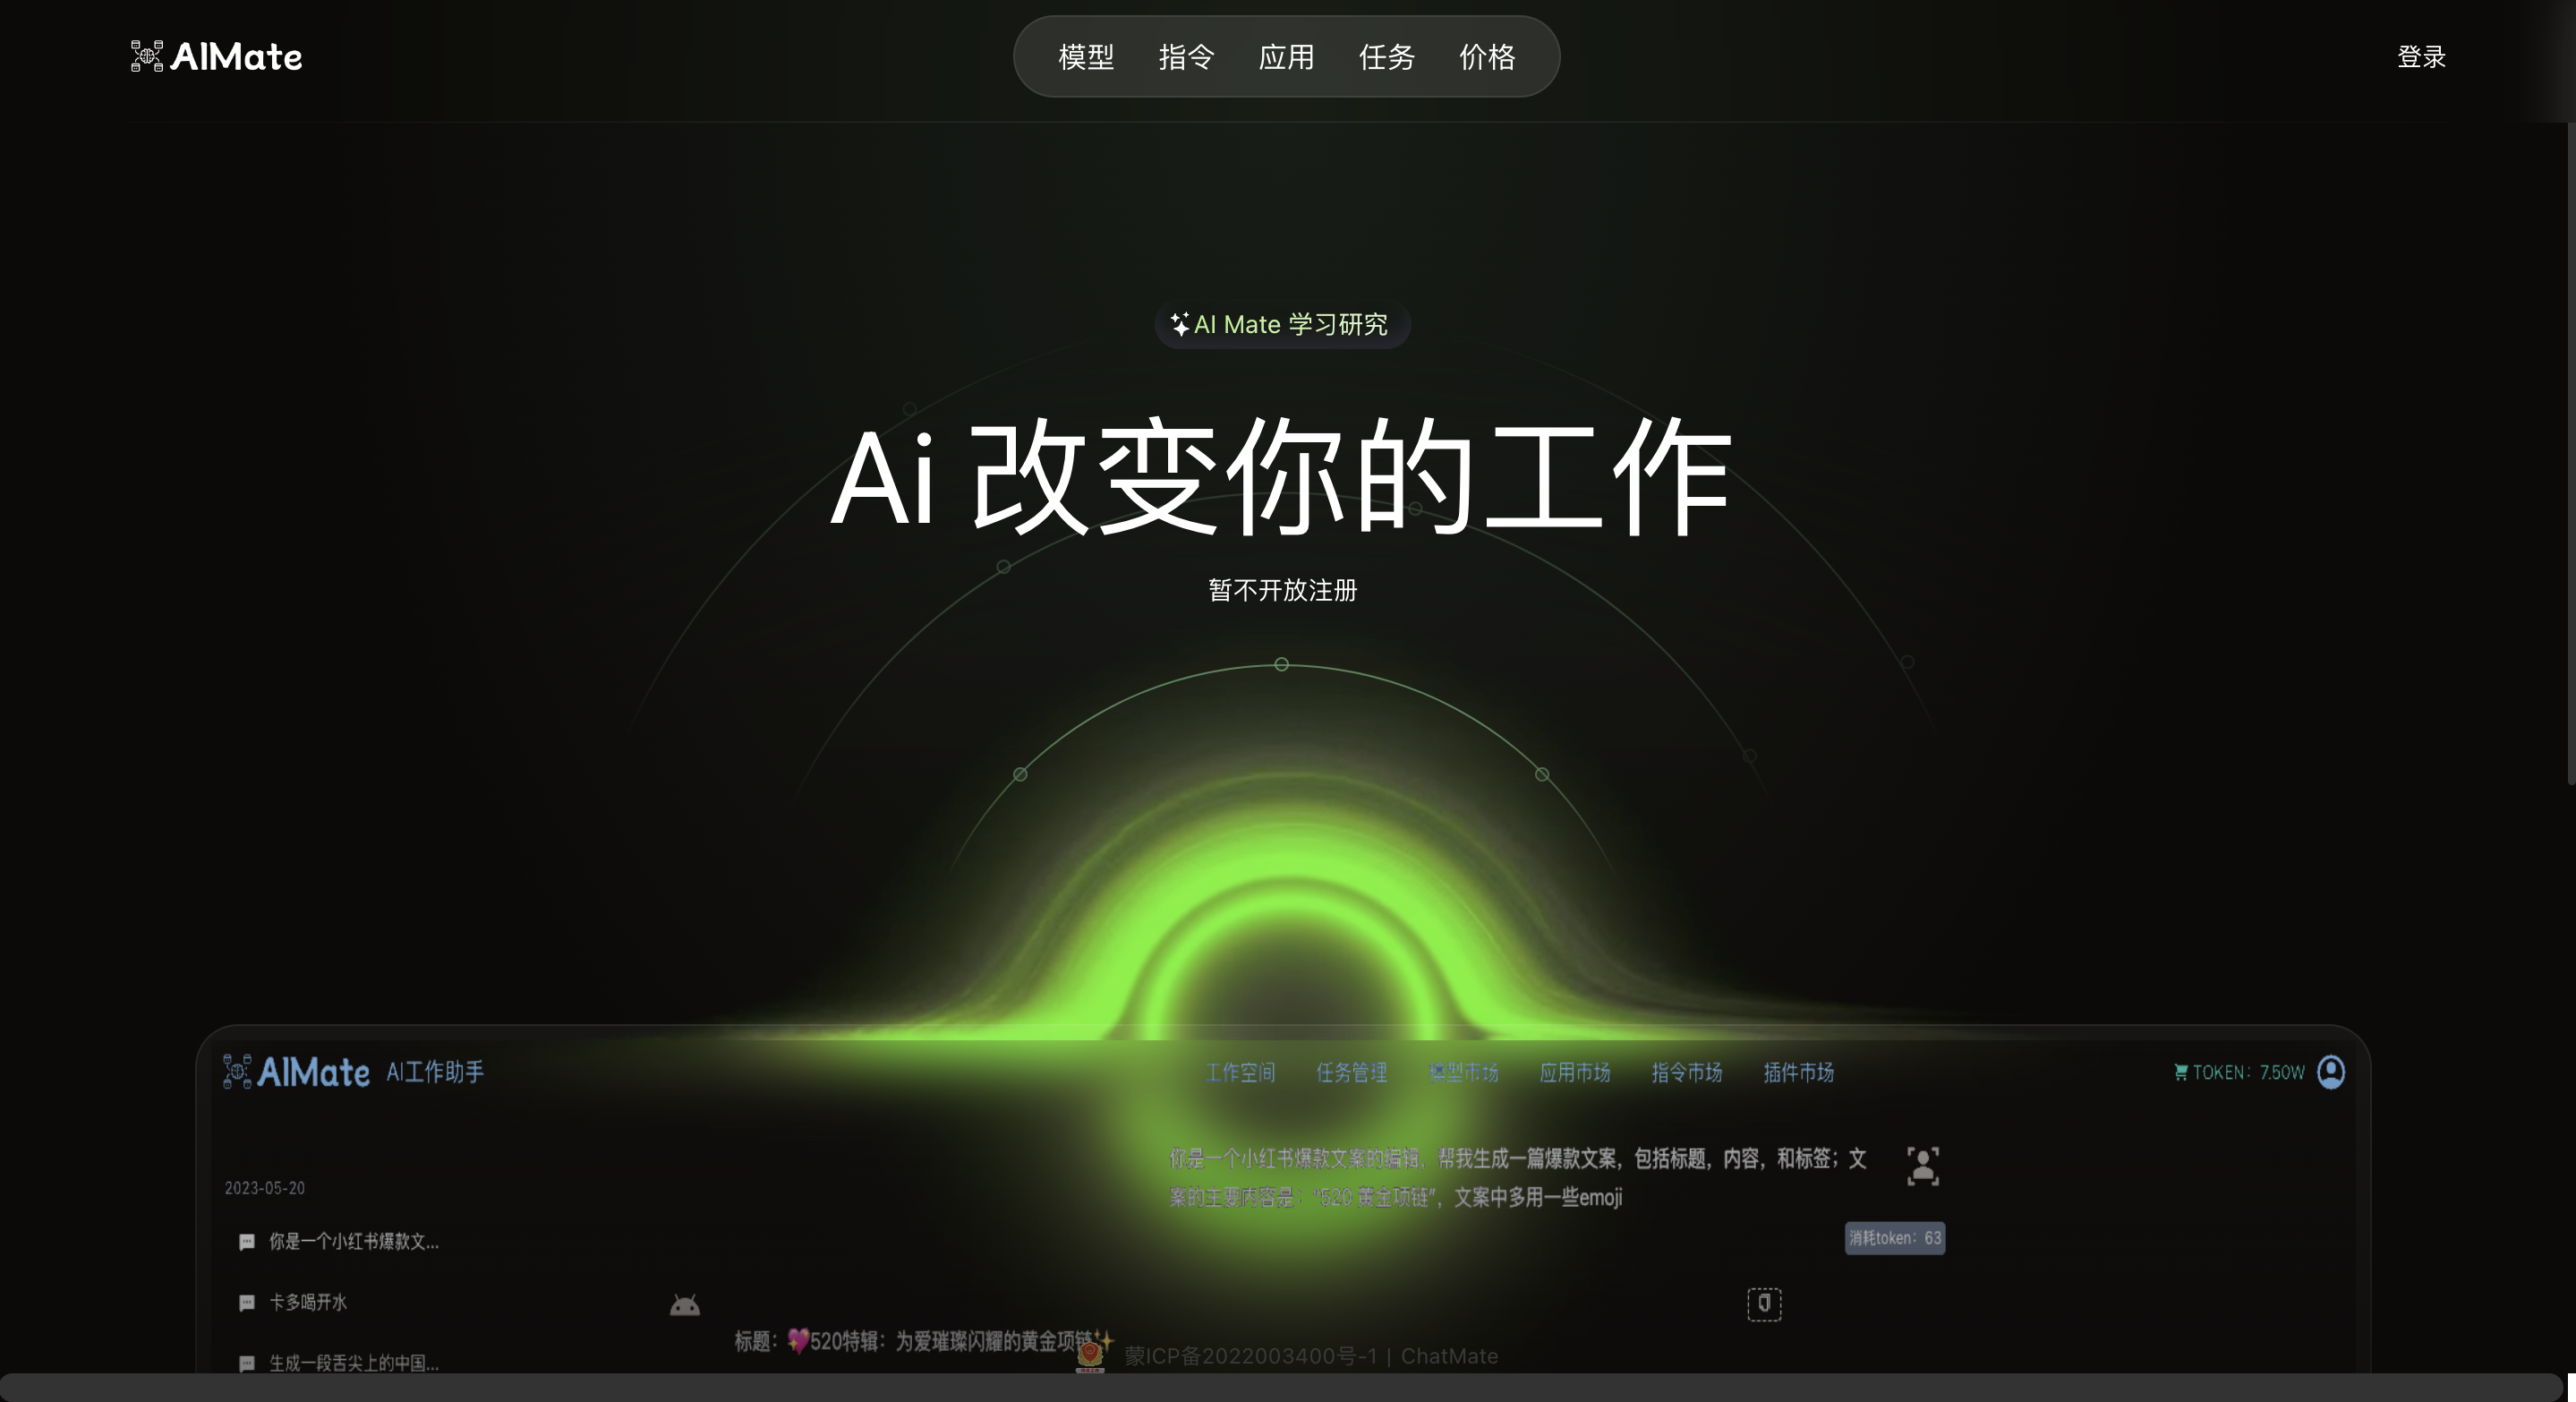 AIMate
模型 指令 应用 任务 价格
登录
AI Mate 学习研究
Ai 改变你的工作
暂不开放注册
AIMate AI工作助手
工作空间 任务管理 模型市场 应用市场 指令市场 插件市场
TOKEN：7.50W
你是一个小红书爆款文案的编辑，帮我生成一篇爆款文案，包括标题，内容，和标签；文
案的主要内容是：“520 黄金项链”，文案中多用一些emoji
消耗token：63
2023-05-20
你是一个小红书爆款文...
卡多喝开水
生成一段舌尖上的中国...
标题：💖520特辑：为爱璀璨闪耀的黄金项链✨
蒙ICP备2022003400号-1 | ChatMate